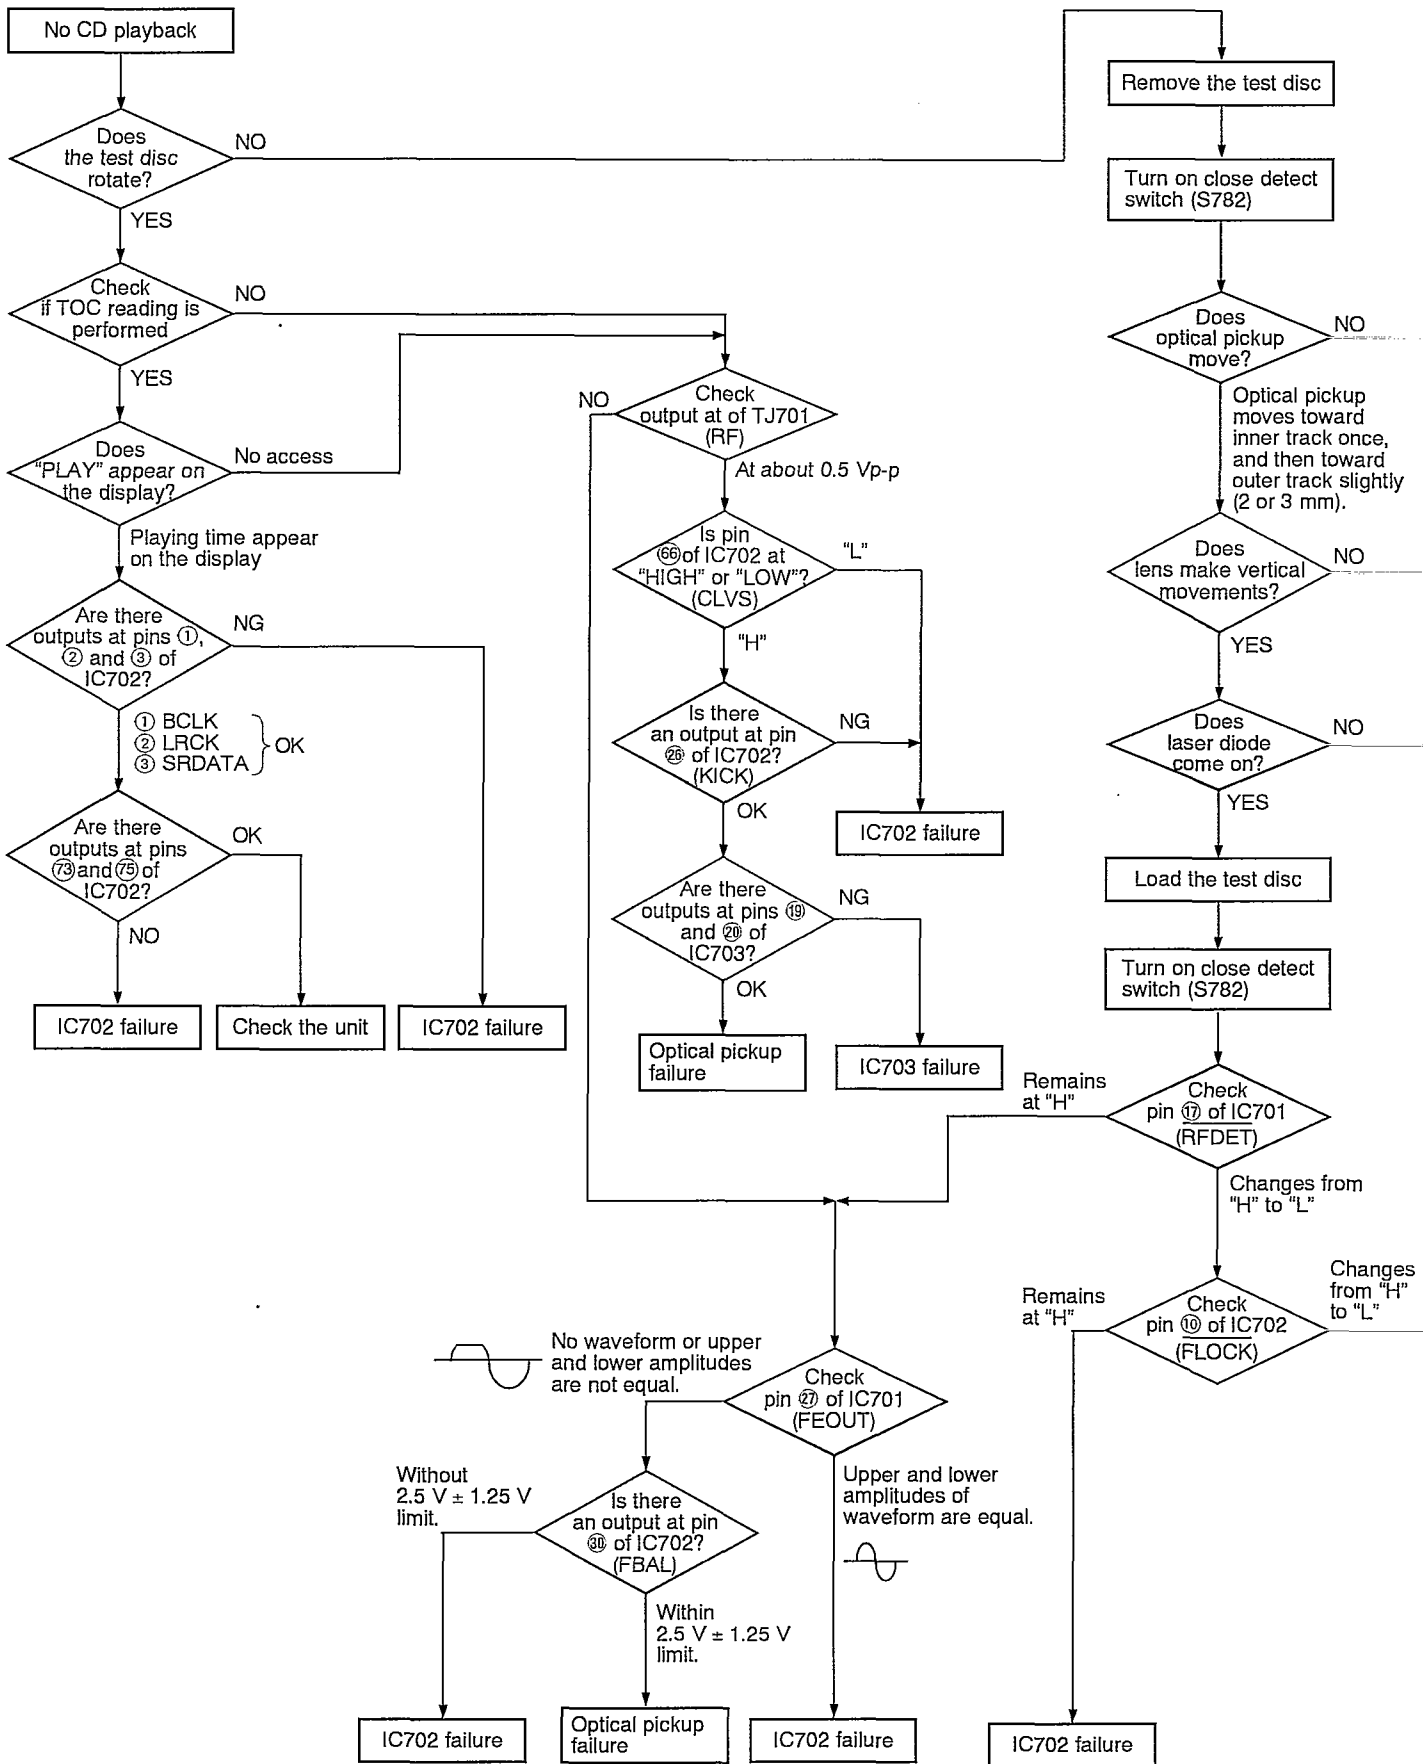 No CD playback
Does
the test disc
rotate?
NO
YES
Check
if TOC reading is
performed
NO
YES
Does
"PLAY" appear on
the display?
No access
Playing time appear
on the display
Are there
outputs at pins ①,
② and ③ of
IC702?
NG
① BCLK
② LRCK
③ SRDATA
OK
Are there
outputs at pins
73 and 75 of
IC702?
OK
NO
IC702 failure
Check the unit
IC702 failure
Check
output at of TJ701
(RF)
NO
At about 0.5 Vp-p
Is pin
66 of IC702 at
"HIGH" or "LOW"?
(CLVS)
"L"
"H"
Is there
an output at pin
㉖ of IC702?
(KICK)
NG
OK
IC702 failure
Are there
outputs at pins ⑲
and ⑳ of
IC703?
NG
OK
Optical pickup
failure
IC703 failure
Remove the test disc
Turn on close detect
switch (S782)
Does
optical pickup
move?
NO
Optical pickup
moves toward
inner track once,
and then toward
outer track slightly
(2 or 3 mm).
Does
lens make vertical
movements?
NO
YES
Does
laser diode
come on?
NO
YES
Load the test disc
Turn on close detect
switch (S782)
Check
pin ⑰ of IC701
(RFDET)
Remains
at "H"
Changes from
"H" to "L"
Check
pin ⑩ of IC702
(FLOCK)
Remains
at "H"
Changes
from "H"
to "L"
Check
pin ㉗ of IC701
(FEOUT)
No waveform or upper
and lower amplitudes
are not equal.
Upper and lower
amplitudes of
waveform are equal.
Is there
an output at pin
㉚ of IC702?
(FBAL)
Without
2.5 V ± 1.25 V
limit.
Within
2.5 V ± 1.25 V
limit.
IC702 failure
Optical pickup
failure
IC702 failure
IC702 failure